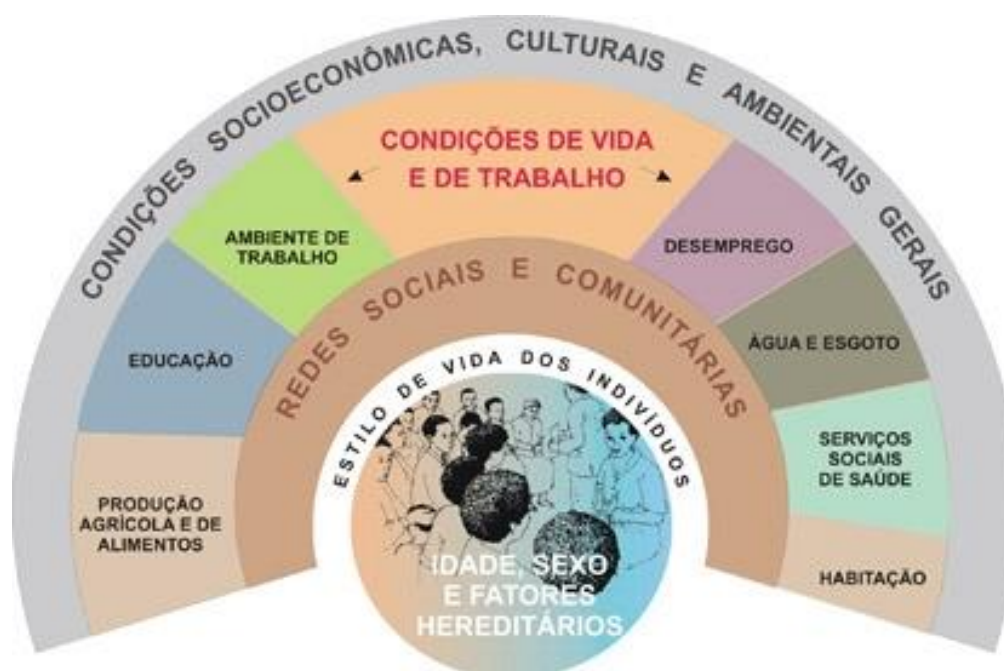 CONDIÇÕES SOCIOECONÔMICAS, CULTURAIS E AMBIENTAIS GERAIS
CONDIÇÕES DE VIDA
E DE TRABALHO
AMBIENTE DE
TRABALHO
DESEMPREGO
REDES SOCIAIS E COMUNITÁRIAS
EDUCAÇÃO
ÁGUA E ESGOTO
ESTILO DE VIDA DOS INDIVÍDUOS
SERVIÇOS
SOCIAIS
DE SAÚDE
PRODUÇÃO
AGRÍCOLA E DE
ALIMENTOS
HABITAÇÃO
IDADE, SEXO
E FATORES
HEREDITÁRIOS